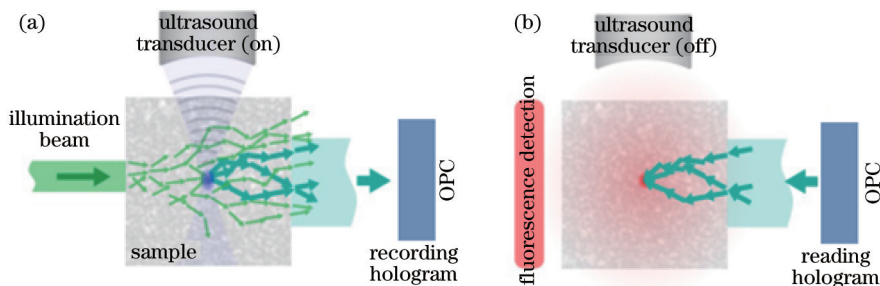 (a)
ultrasound
transducer (on)
illumination
beam
sample
OPC
recording
hologram
(b)
ultrasound
transducer (off)
fluorescence detection
OPC
reading
hologram